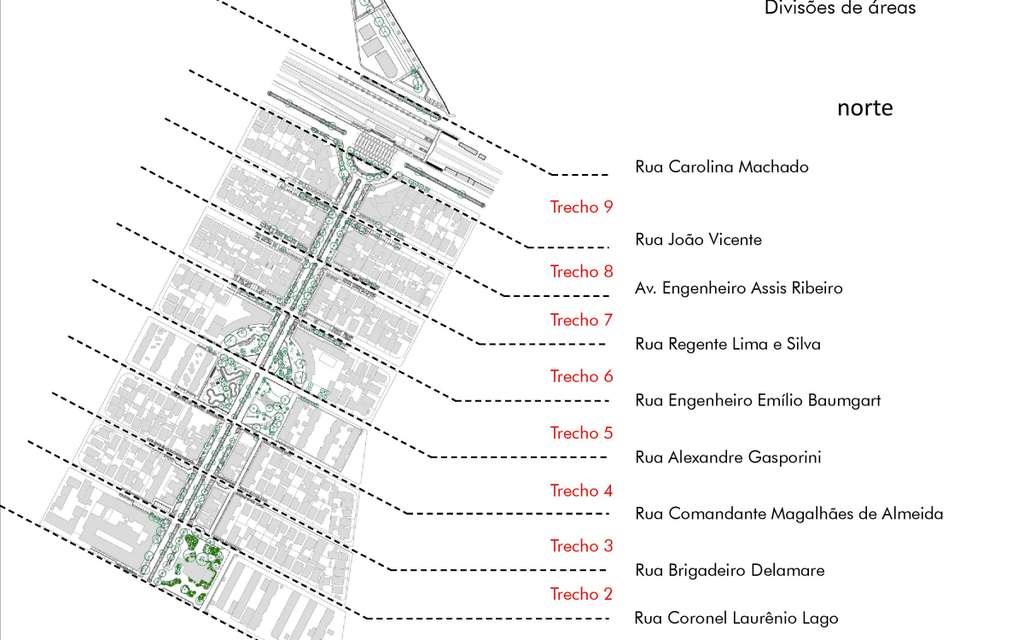 Divisões de áreas
norte
Rua Carolina Machado
Trecho 9
Rua João Vicente
Trecho 8
Av. Engenheiro Assis Ribeiro
Trecho 7
Rua Regente Lima e Silva
Trecho 6
Rua Engenheiro Emílio Baumgart
Trecho 5
Rua Alexandre Gasporini
Trecho 4
Rua Comandante Magalhães de Almeida
Trecho 3
Rua Brigadeiro Delamare
Trecho 2
Rua Coronel Laurênio Lago